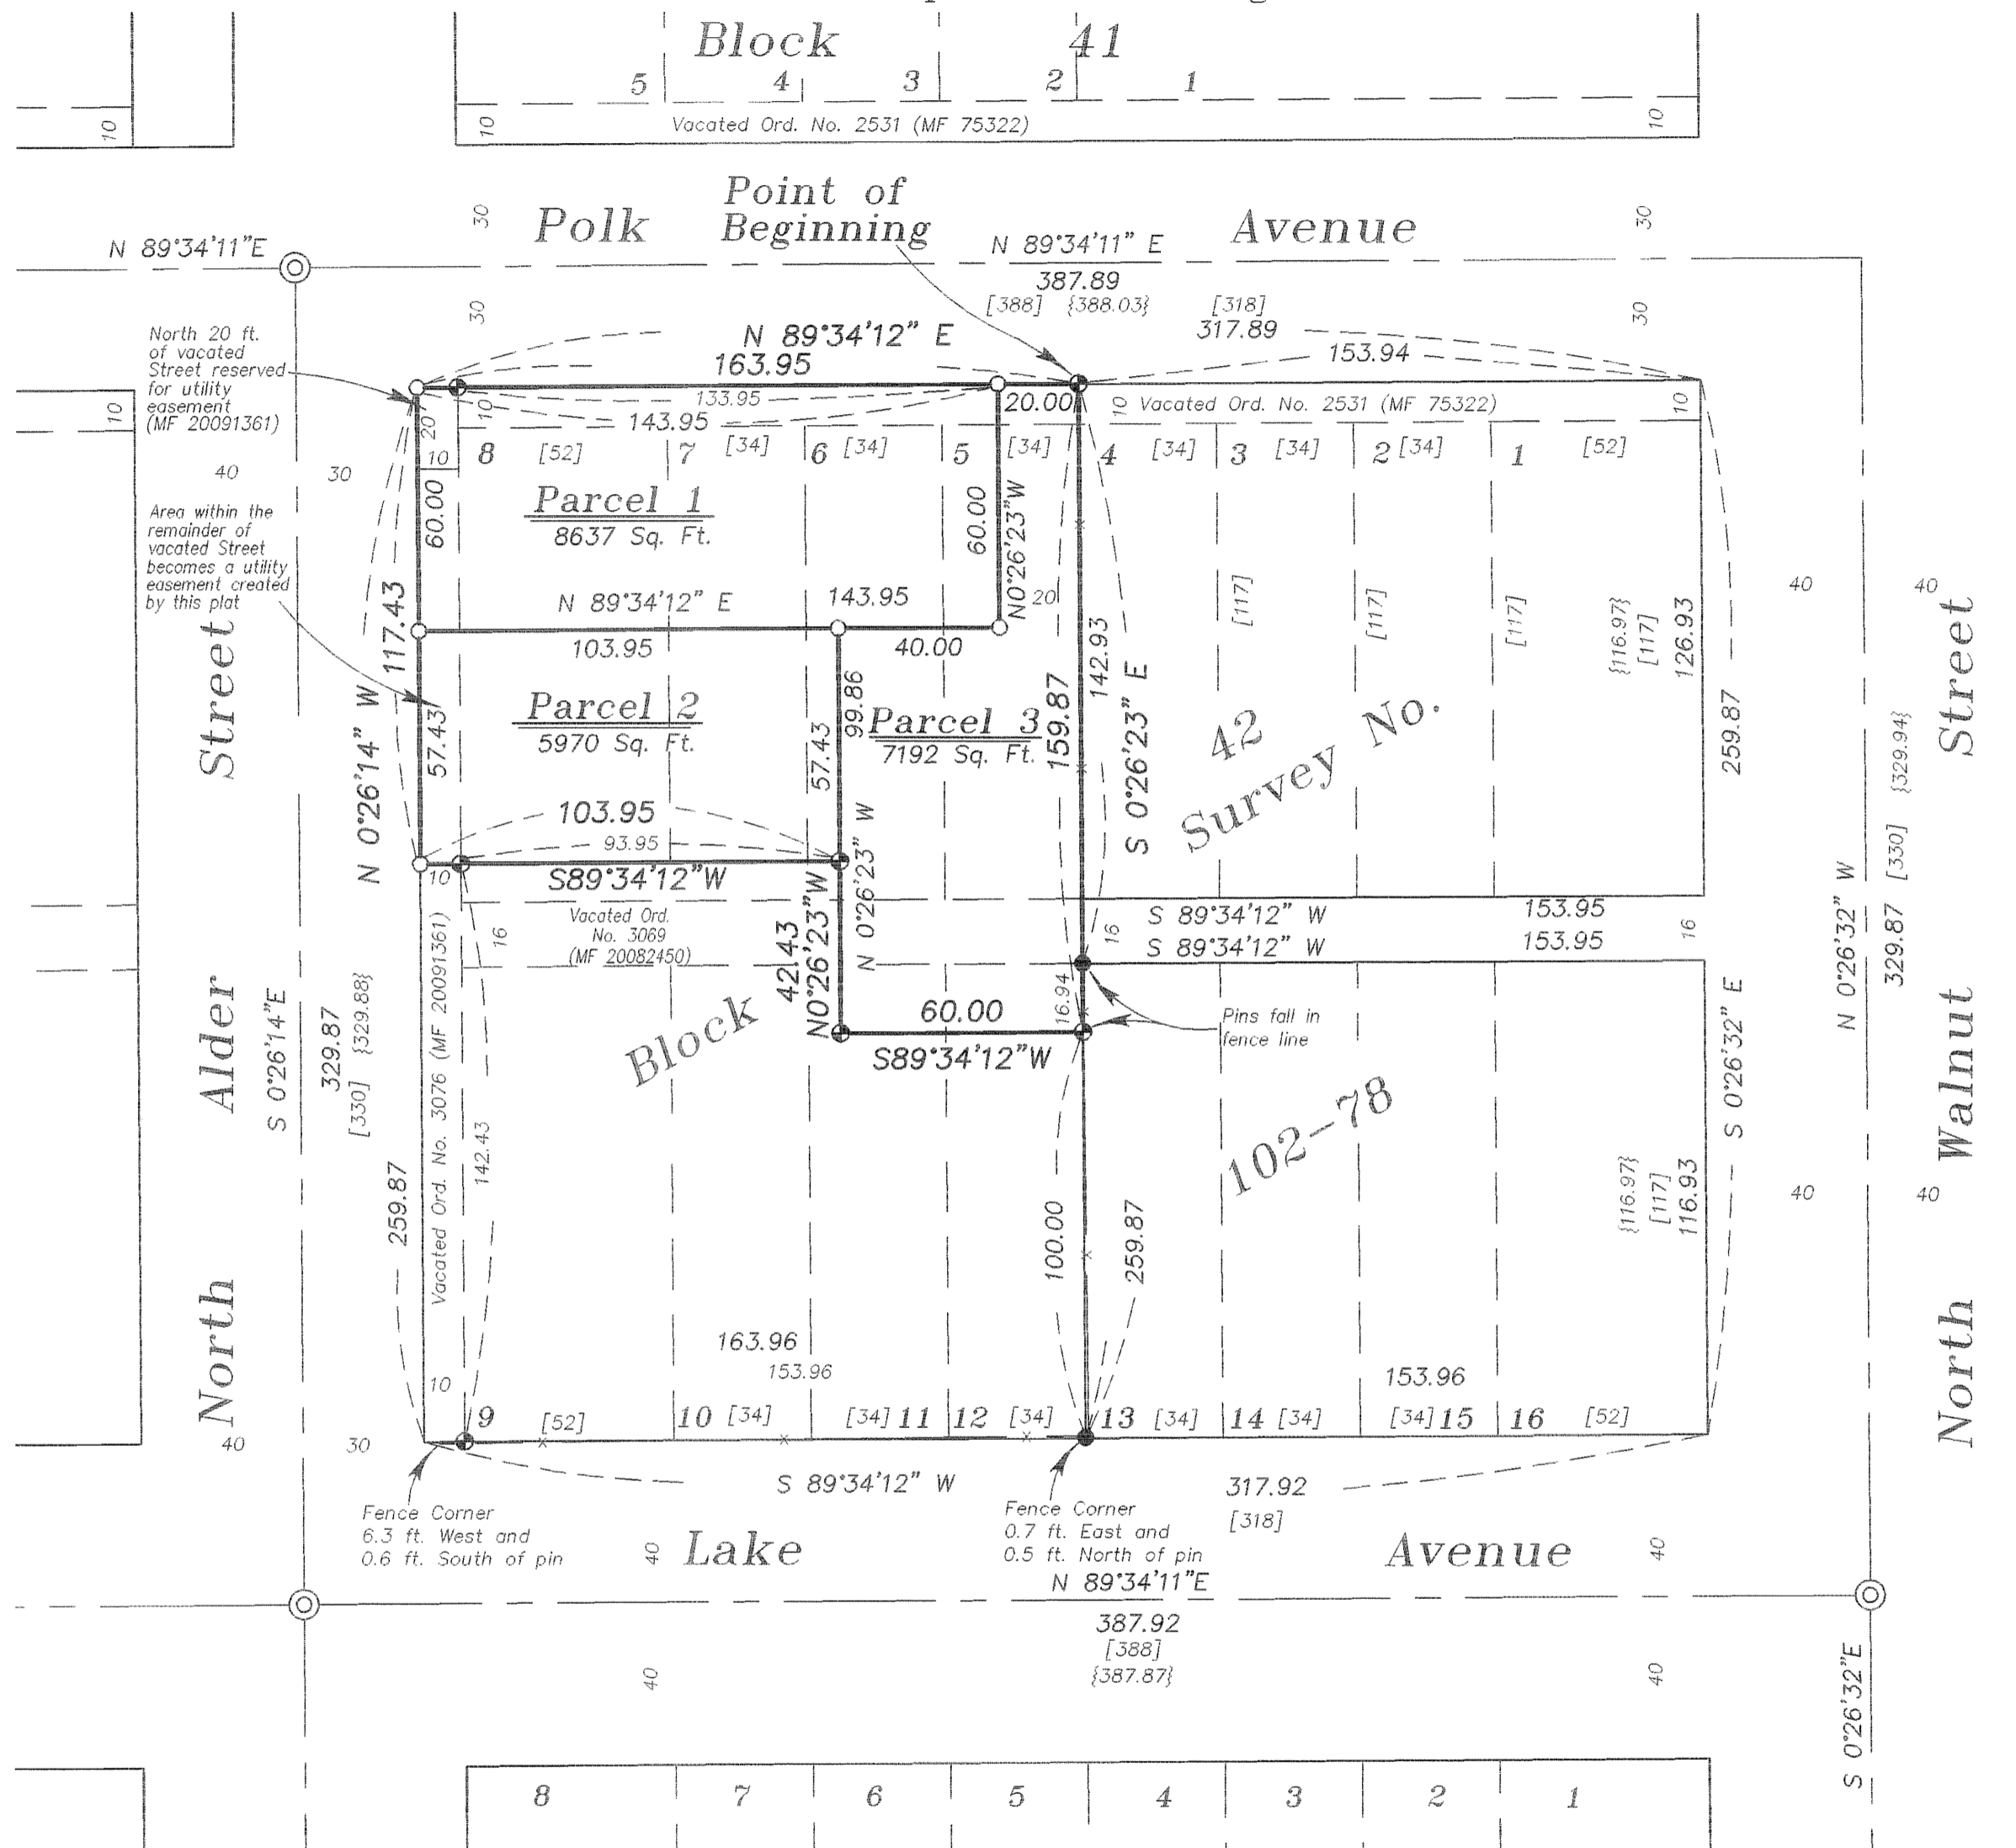 Block 41
5 4 3 2 1
10 10 10
Vacated Ord. No. 2531 (MF 75322)
Point of
Beginning
30 30
Polk Avenue
N 89°34'11"E
N 89°34'11" E
387.89
[388] {388.03} [318]
30 30
317.89
N 89°34'12" E
163.95
153.94
North 20 ft.
of vacated
Street reserved
for utility
easement
(MF 20091361)
133.95
143.95
20.00
10 Vacated Ord. No. 2531 (MF 75322) 10
10
10
20
10
8 [52] 7 [34] 6 [34] 5 [34] 4 [34] 3 [34] 2 [34] 1 [52]
40 30
Parcel 1
8637 Sq. Ft.
60.00
60.00
N0°26'23"W
20
Area within the
remainder of
vacated Street
becomes a utility
easement created
by this plat
N 89°34'12" E 143.95
103.95 40.00
117.43
N 0°26'14" W
57.43
Parcel 2
5970 Sq. Ft.
57.43
99.86
Parcel 3
7192 Sq. Ft.
159.87
142.93
S 0°26'23" E
[117]
[117]
[117]
{116.97}
[117]
126.93
259.87
40 40
42
Survey No.
103.95
93.95
10
S89°34'12"W
N 0°26'23" W
42.43
N0°26'23"W
Vacated Ord.
No. 3069
(MF 20082450)
16
S 89°34'12" W 153.95
16 16
S 89°34'12" W 153.95
16.94
60.00
S89°34'12"W
Pins fall in
fence line
Block
102-78
North Alder Street
S 0°26'14"E
329.87
[330] {329.88}
259.87
Vacated Ord. No. 3076 (MF 20091361)
142.43
100.00
259.87
{116.97}
[117]
116.93
S 0°26'32" E
N 0°26'32" W
329.87 [330] {329.94}
North Walnut Street
40 40
163.96
153.96
153.96
10
9 [52] 10 [34] [34] 11 12 [34] 13 [34] 14 [34] [34] 15 16 [52]
40 30
S 89°34'12" W
317.92
[318]
Fence Corner
6.3 ft. West and
0.6 ft. South of pin
Fence Corner
0.7 ft. East and
0.5 ft. North of pin
40 Lake Avenue 40
N 89°34'11"E
387.92
[388]
{387.87}
40 40
S 0°26'32"E
8 7 6 5 4 3 2 1